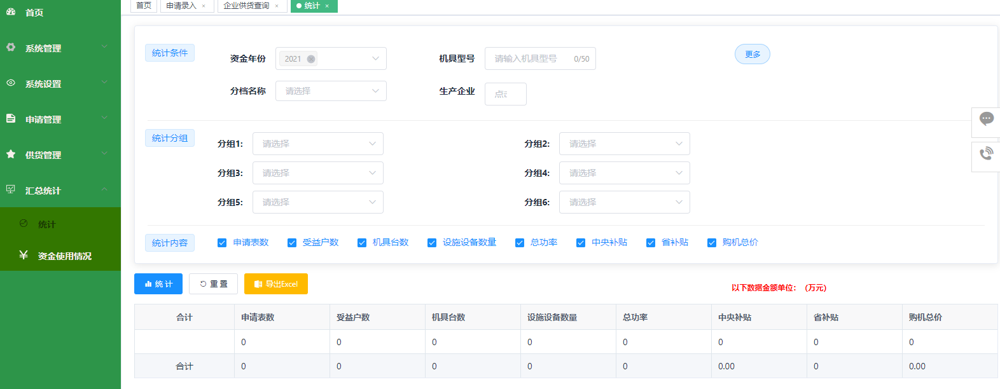 首页
系统管理
系统设置
申请管理
供货管理
汇总统计
统计
资金使用情况
首页 申请录入 × 企业供货查询 × 统计 ×
统计条件 资金年份 2021 机具型号 请输入机具型号 0/50 更多
分档名称 请选择 生产企业
统计分组 分组1: 请选择 分组2: 请选择
分组3: 请选择 分组4: 请选择
分组5: 请选择 分组6: 请选择
统计内容 申请表数 受益户数 机具台数 设施设备数量 总功率 中央补贴 省补贴 购机总价
统 计 重 置 导出Excel
以下数据金额单位：（万元）
合计 申请表数 受益户数 机具台数 设施设备数量 总功率 中央补贴 省补贴 购机总价
0 0 0 0 0 0 0 0
合计 0 0 0 0 0 0.00 0 0.00